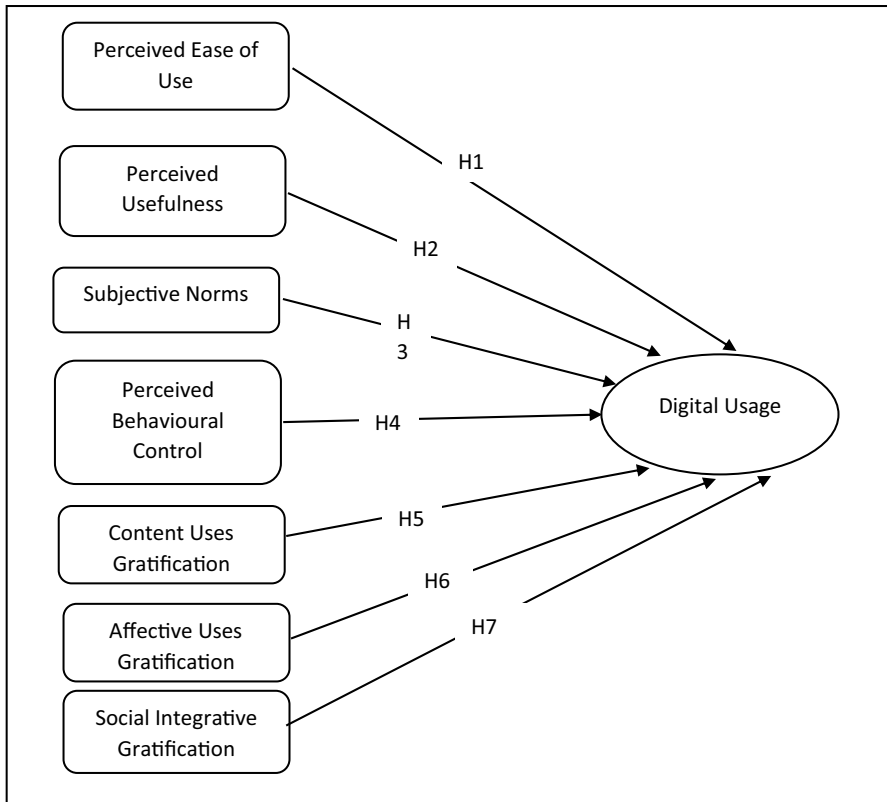 Perceived Ease of
Use
H1
Perceived
Usefulness
H2
Subjective Norms
H
3
Perceived
Behavioural
Control
H4
Digital Usage
Content Uses
Gratification
H5
Affective Uses
Gratification
H6
Social Integrative
Gratification
H7